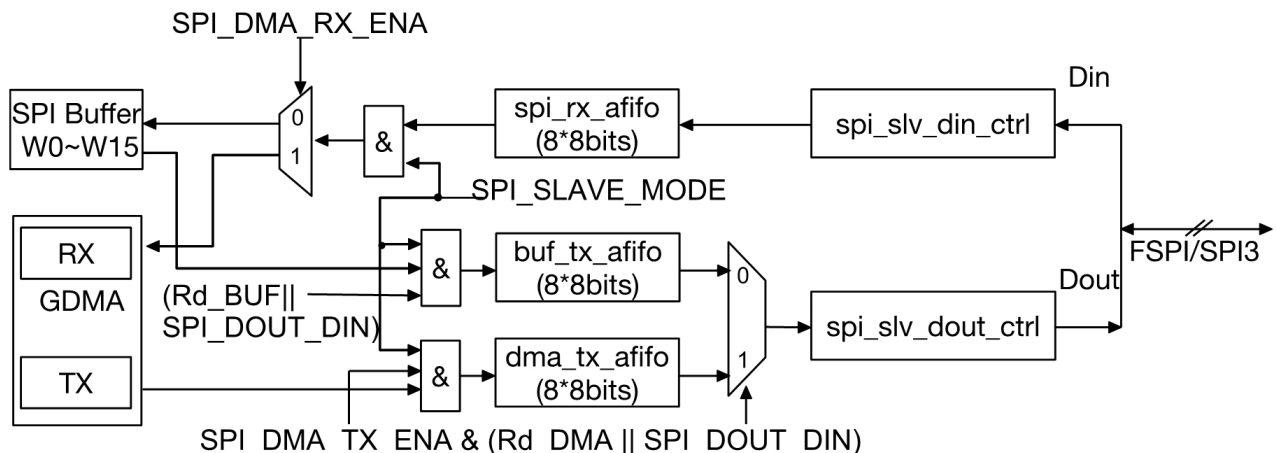 SPI_DMA_RX_ENA
SPI Buffer
W0~W15
0
1
&
spi_rx_afifo
(8*8bits)
spi_slv_din_ctrl
Din
SPI_SLAVE_MODE
RX
GDMA
TX
(Rd_BUF||
SPI_DOUT_DIN)
&
buf_tx_afifo
(8*8bits)
0
1
&
dma_tx_afifo
(8*8bits)
spi_slv_dout_ctrl
Dout
FSPI/SPI3
SPI_DMA_TX_ENA & (Rd_DMA || SPI_DOUT_DIN)